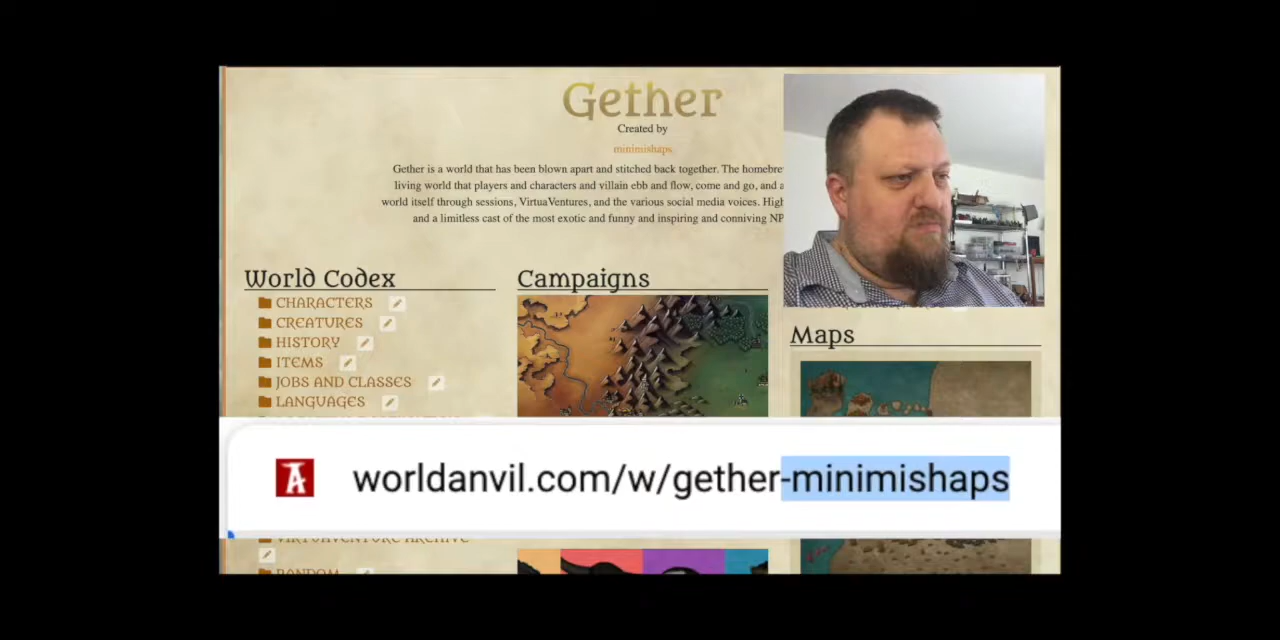 Gether
Created by
minimishaps
Gether is a world that has been blown apart and stitched back together. The homebre
living world that players and characters and villain ebb and flow, come and go, and a
world itself through sessions, VirtuaVentures, and the various social media voices. High
and a limitless cast of the most exotic and funny and inspiring and conniving NP
World Codex
CHARACTERS
CREATURES
HISTORY
ITEMS
JOBS AND CLASSES
LANGUAGES
Campaigns
Maps
worldanvil.com/w/gether-minimishaps
VIRTUAVENTURE ARCHIVE
RANDOM